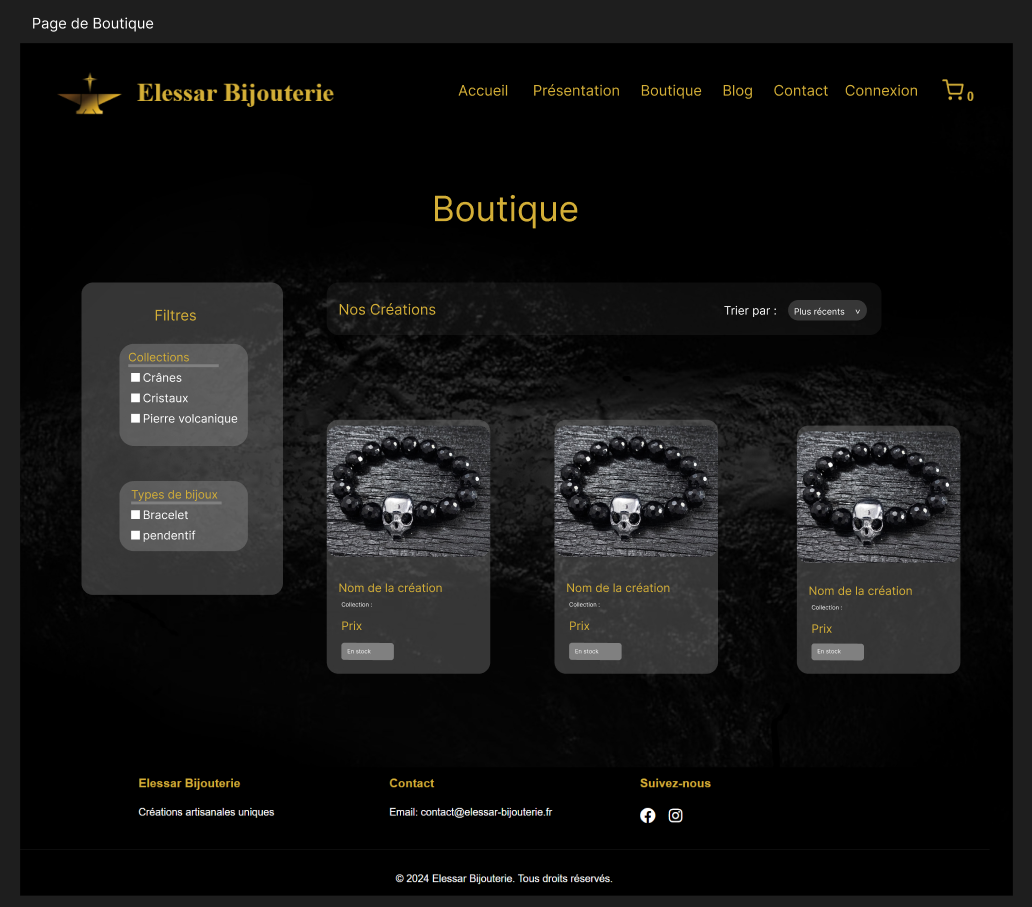 Page de Boutique
Elessar Bijouterie
Accueil Présentation Boutique Blog Contact Connexion 0
Boutique
Filtres
Collections
Crânes
Cristaux
Pierre volcanique
Types de bijoux
Bracelet
pendentif
Nos Créations
Trier par : Plus récents v
Nom de la création
Collection :
Prix
En stock
Nom de la création
Collection :
Prix
En stock
Nom de la création
Collection :
Prix
En stock
Elessar Bijouterie
Créations artisanales uniques
Contact
Email: contact@elessar-bijouterie.fr
Suivez-nous
© 2024 Elessar Bijouterie. Tous droits réservés.